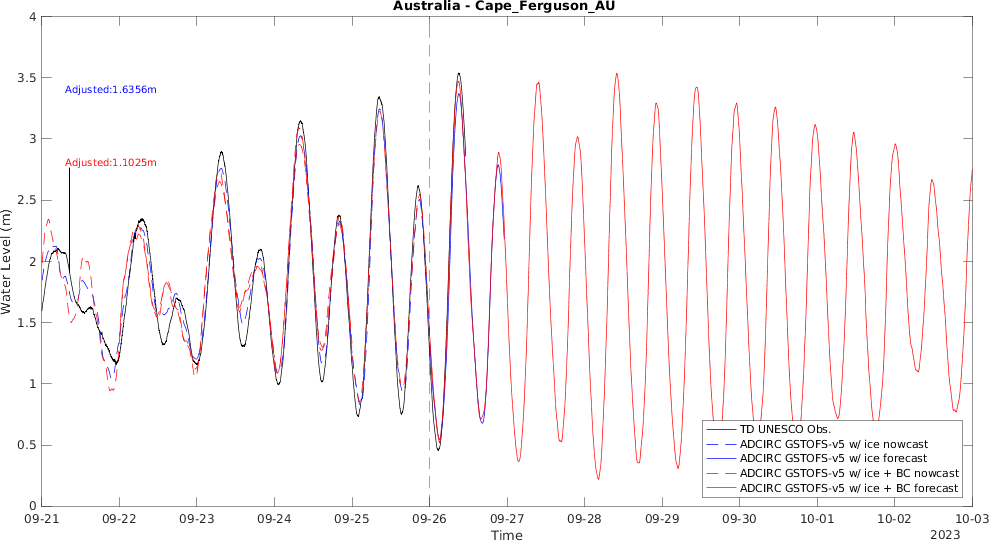 Australia - Cape_Ferguson_AU
4
3.5
3
2.5
2
1.5
1
0.5
0
Water Level (m)
Adjusted:1.6356m
Adjusted:1.1025m
TD UNESCO Obs.
ADCIRC GSTOFS-v5 w/ ice nowcast
ADCIRC GSTOFS-v5 w/ ice forecast
ADCIRC GSTOFS-v5 w/ ice + BC nowcast
ADCIRC GSTOFS-v5 w/ ice + BC forecast
09-21 09-22 09-23 09-24 09-25 09-26 09-27 09-28 09-29 09-30 10-01 10-02 10-03
Time
2023